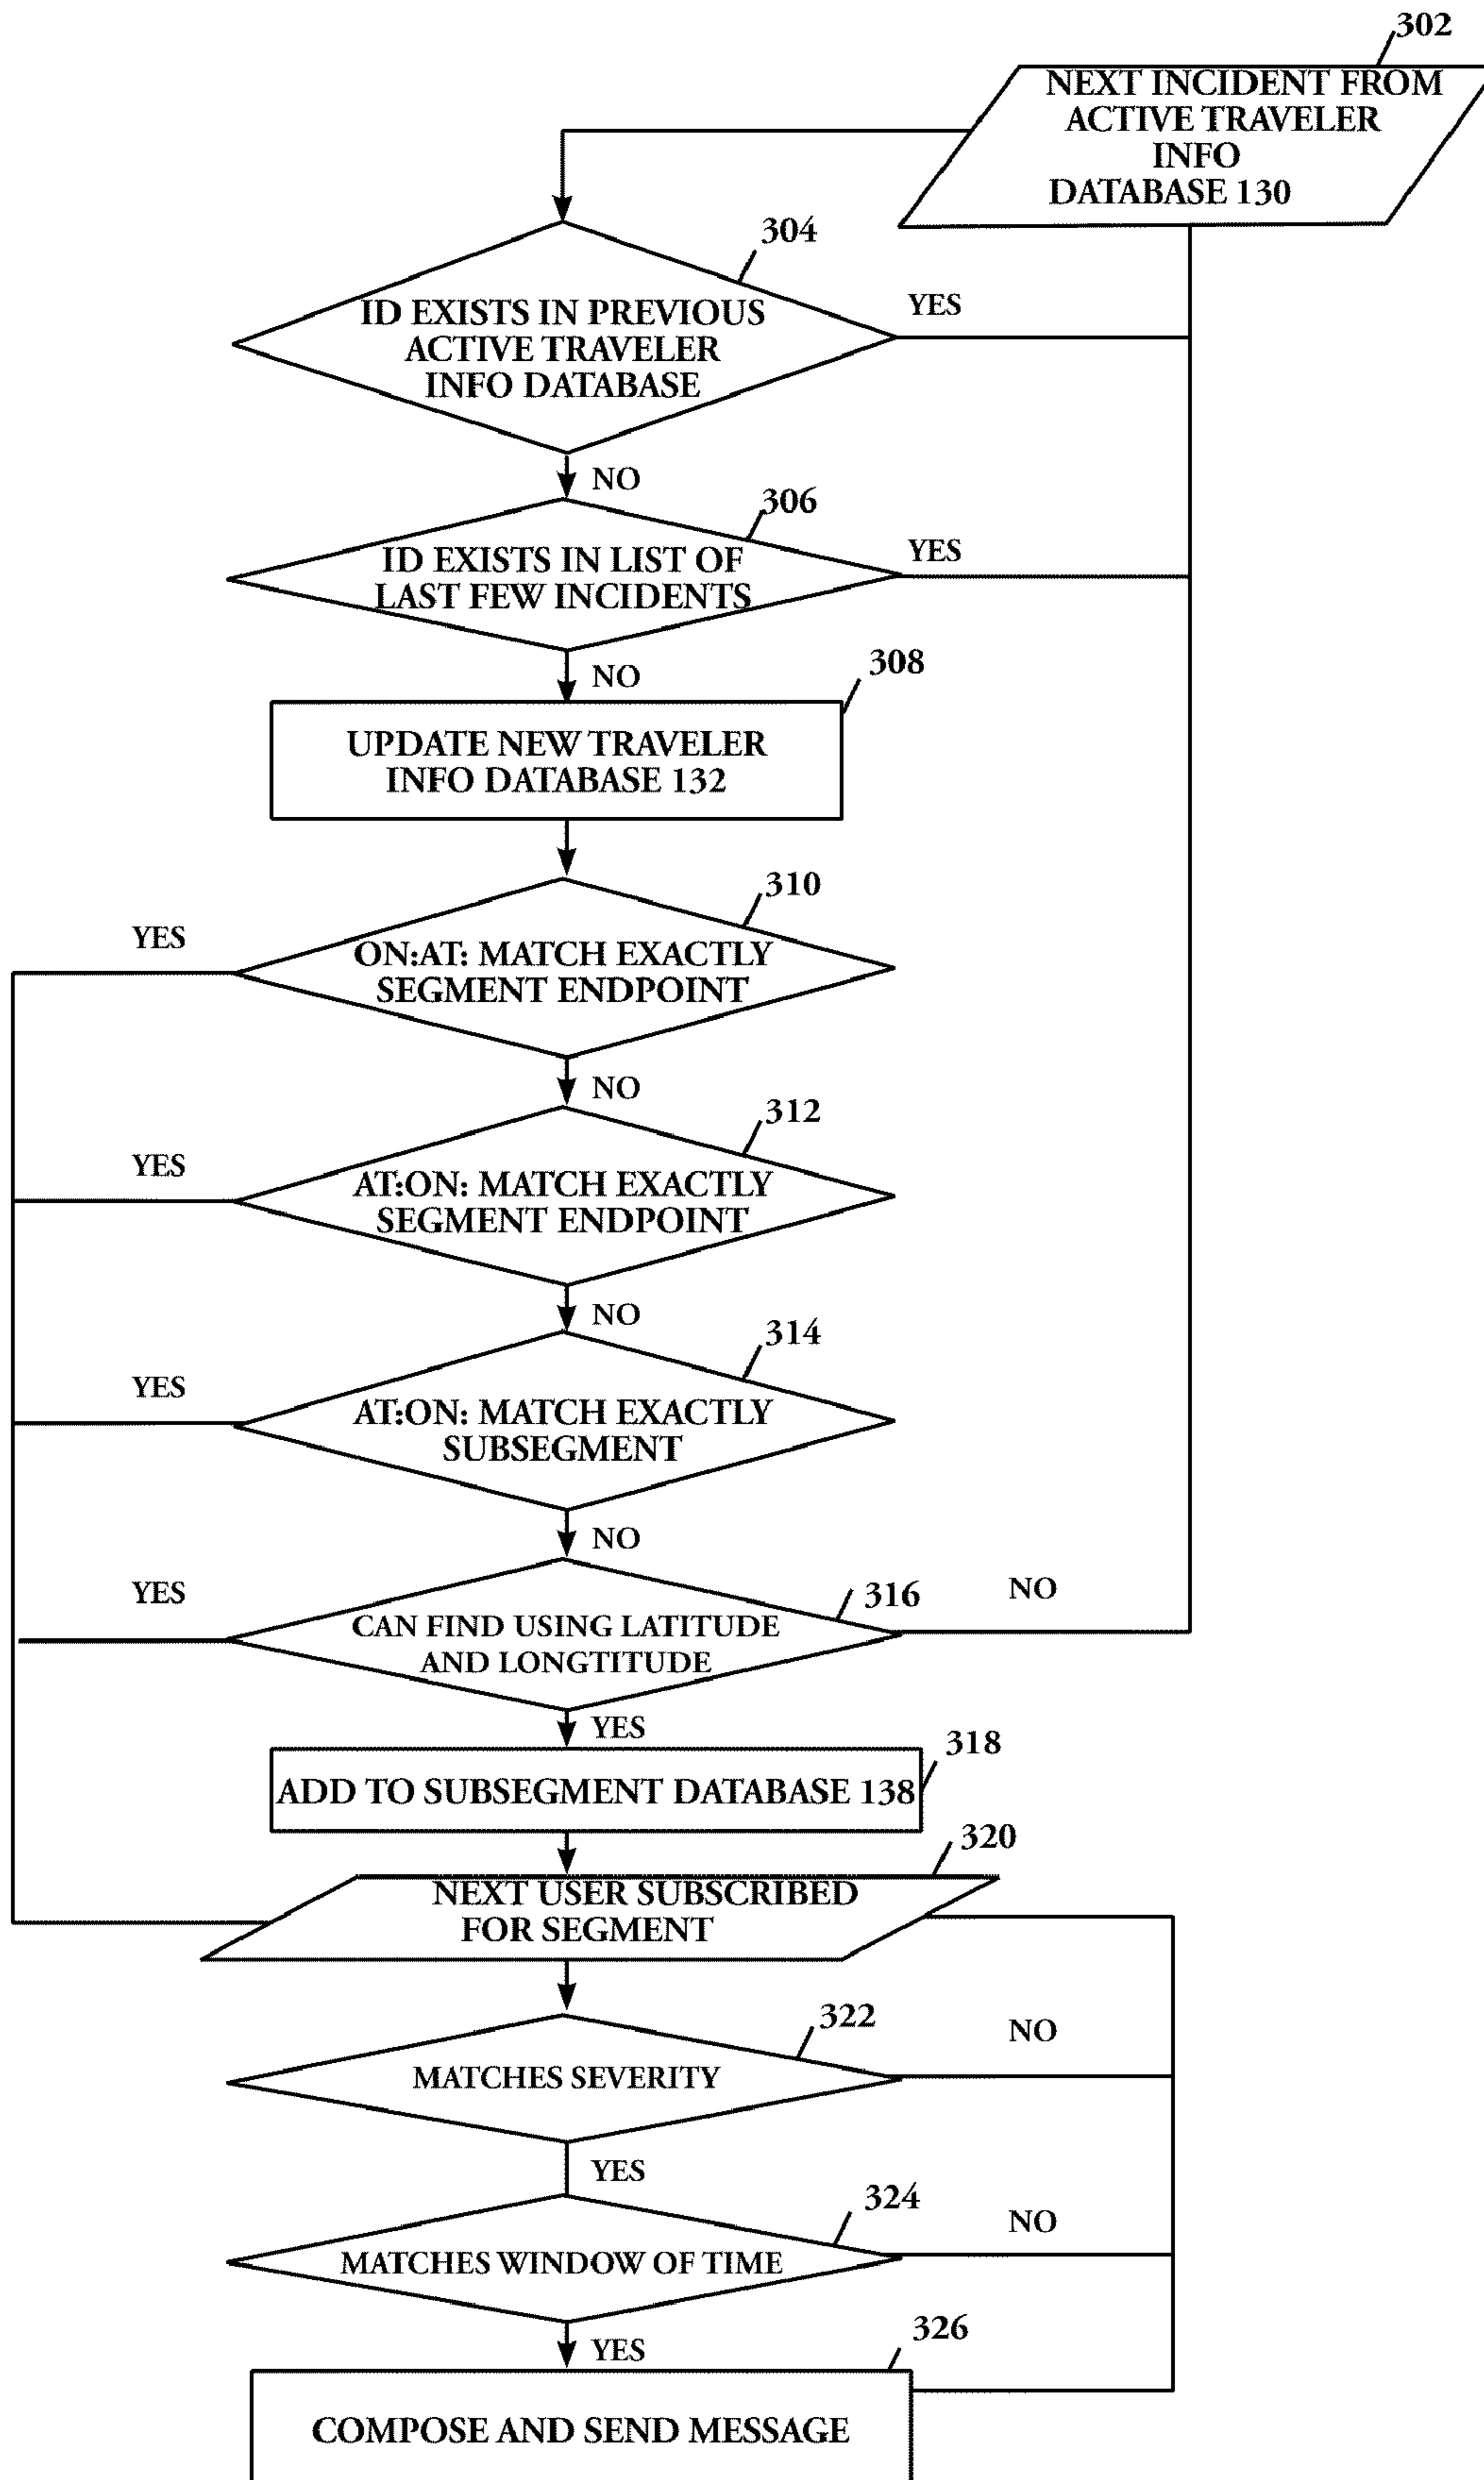 302
NEXT INCIDENT FROM
ACTIVE TRAVELER
INFO
DATABASE 130
304
ID EXISTS IN PREVIOUS
ACTIVE TRAVELER
INFO DATABASE
YES
NO
306
ID EXISTS IN LIST OF
LAST FEW INCIDENTS
YES
NO
308
UPDATE NEW TRAVELER
INFO DATABASE 132
310
YES
ON:AT: MATCH EXACTLY
SEGMENT ENDPOINT
NO
312
YES
AT:ON: MATCH EXACTLY
SEGMENT ENDPOINT
NO
314
YES
AT:ON: MATCH EXACTLY
SUBSEGMENT
NO
YES
316
NO
CAN FIND USING LATITUDE
AND LONGTITUDE
YES
318
ADD TO SUBSEGMENT DATABASE 138
320
NEXT USER SUBSCRIBED
FOR SEGMENT
322
NO
MATCHES SEVERITY
YES
324
NO
MATCHES WINDOW OF TIME
YES
326
COMPOSE AND SEND MESSAGE